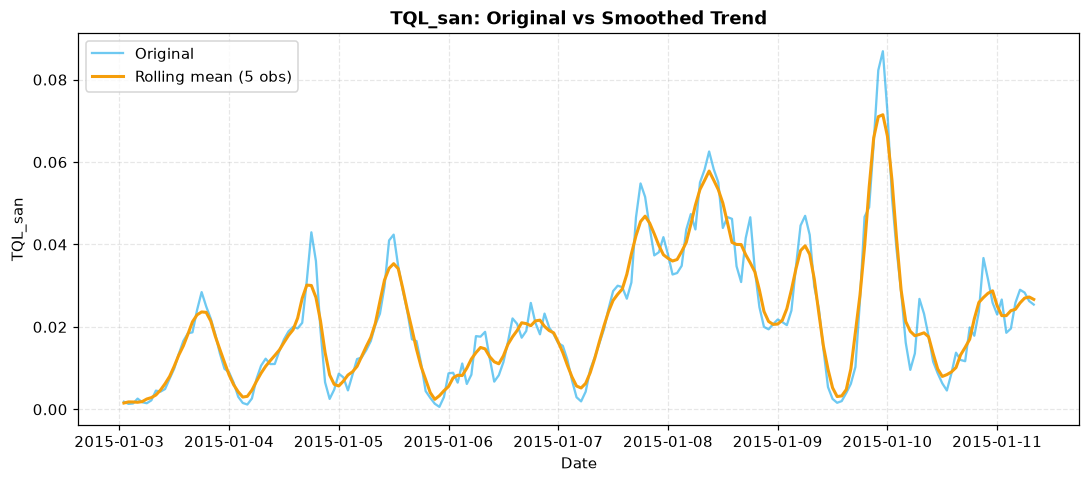 TQL_san: Original vs Smoothed Trend
Original
Rolling mean (5 obs)
TQL_san
0.08
0.06
0.04
0.02
0.00
2015-01-03 2015-01-04 2015-01-05 2015-01-06 2015-01-07 2015-01-08 2015-01-09 2015-01-10 2015-01-11
Date